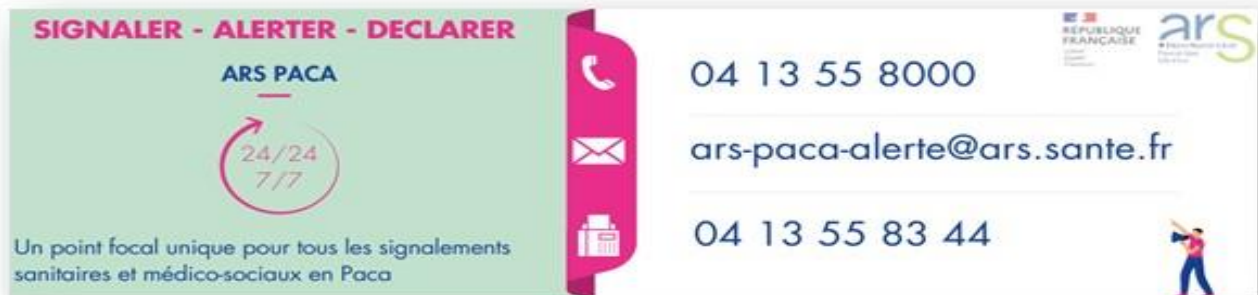 SIGNALER - ALERTER - DECLARER
ARS PACA
24/24
7/7
Un point focal unique pour tous les signalements
sanitaires et médico-sociaux en Paca
04 13 55 8000
ars-paca-alerte@ars.sante.fr
04 13 55 83 44
RÉPUBLIQUE
FRANÇAISE
ars